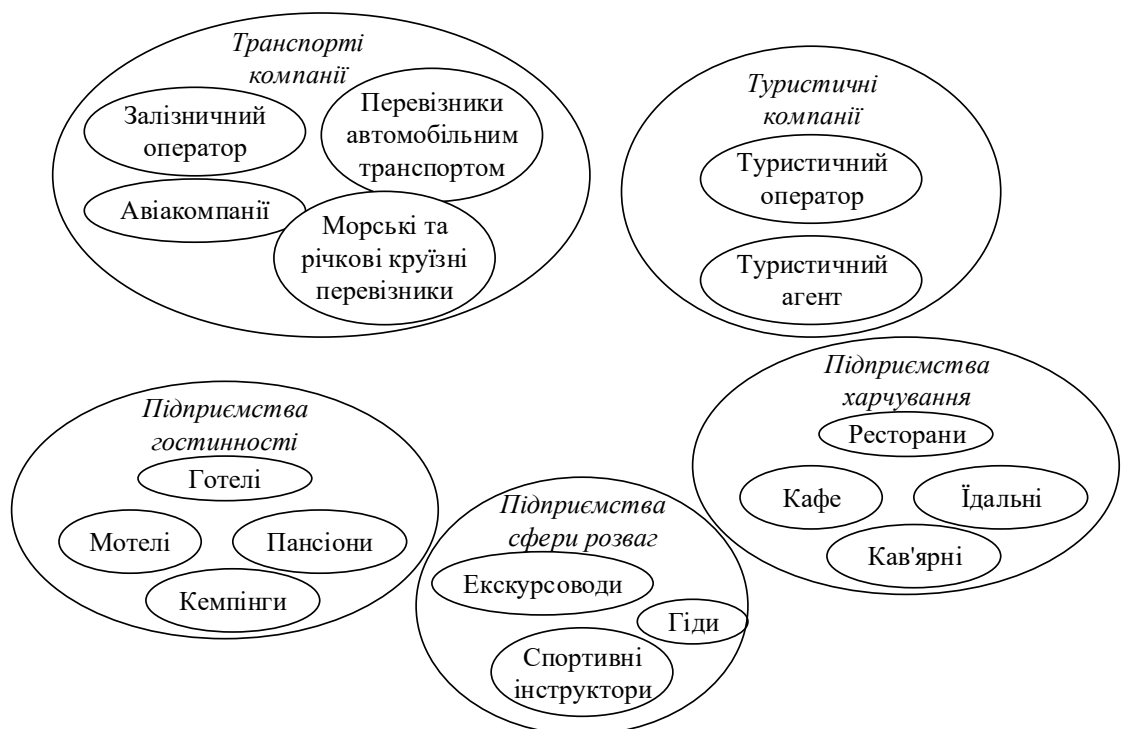 Транспорті
компанії
Залізничний
оператор
Перевізники
автомобільним
транспортом
Авіакомпанії
Морські та
річкові круїзні
перевізники
Туристичні
компанії
Туристичний
оператор
Туристичний
агент
Підприємства
гостинності
Готелі
Мотелі
Пансіони
Кемпінги
Підприємства
сфери розваг
Екскурсоводи
Гіди
Спортивні
інструктори
Підприємства
харчування
Ресторани
Кафе
Їдальні
Кав'ярні